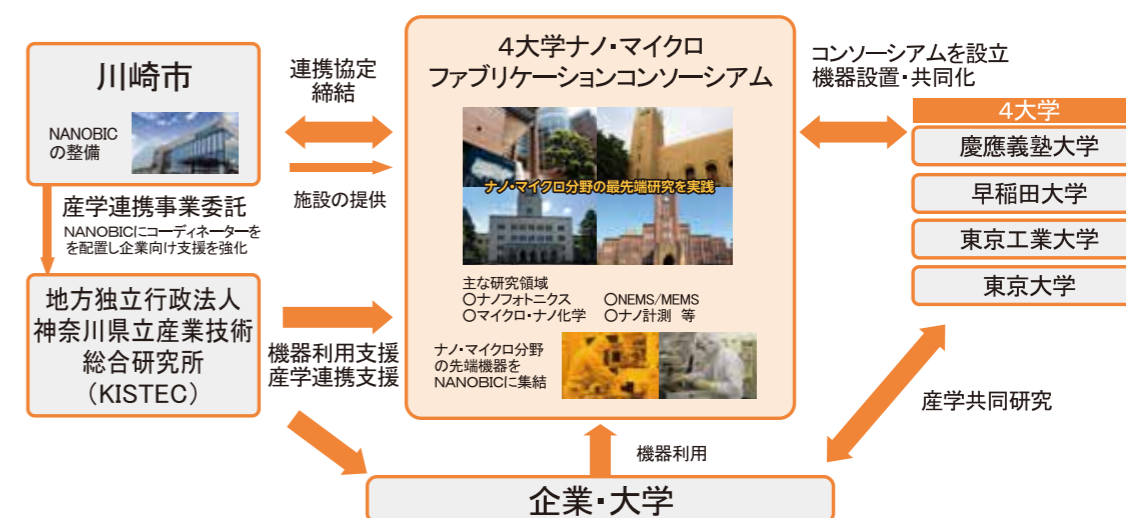 川崎市
NANOBIC
の整備
連携協定
締結
施設の提供
産学連携事業委託
NANOBICにコーディネーターを
を配置し企業向け支援を強化
地方独立行政法人
神奈川県立産業技術
総合研究所
（KISTEC）
機器利用支援
産学連携支援
4大学ナノ・マイクロ
ファブリケーションコンソーシアム
ナノ・マイクロ分野の最先端研究を実践
主な研究領域
○ナノフォトニクス ○NEMS/MEMS
○マイクロ・ナノ化学 ○ナノ計測 等
ナノ・マイクロ分野
の先端機器を
NANOBICに集結
コンソーシアムを設立
機器設置・共同化
4大学
慶應義塾大学
早稲田大学
東京工業大学
東京大学
産学共同研究
機器利用
企業・大学